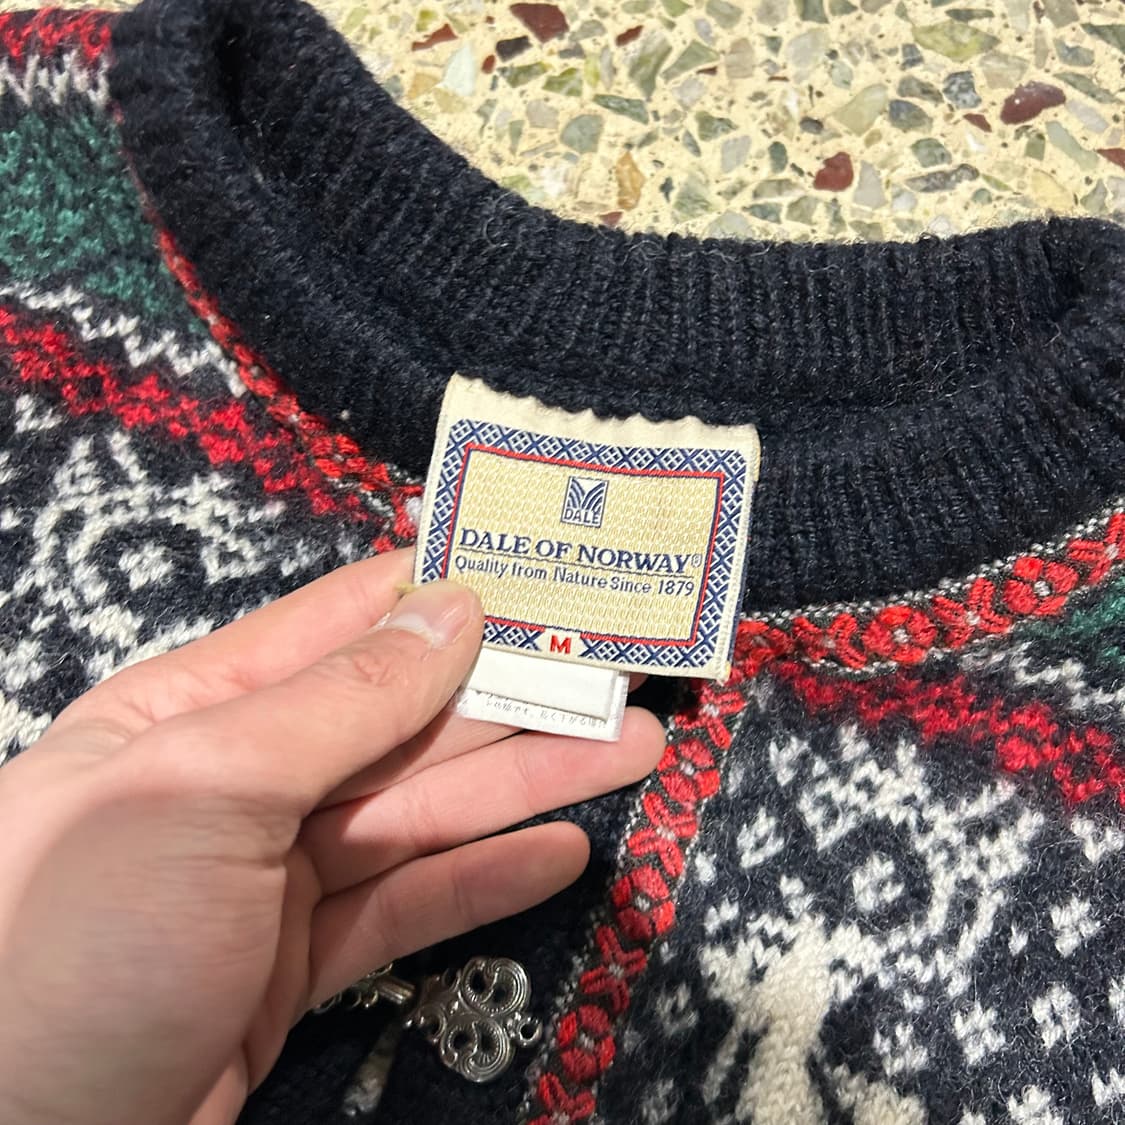 DALE
DALE OF NORWAY®
Quality from Nature Since 1879
M